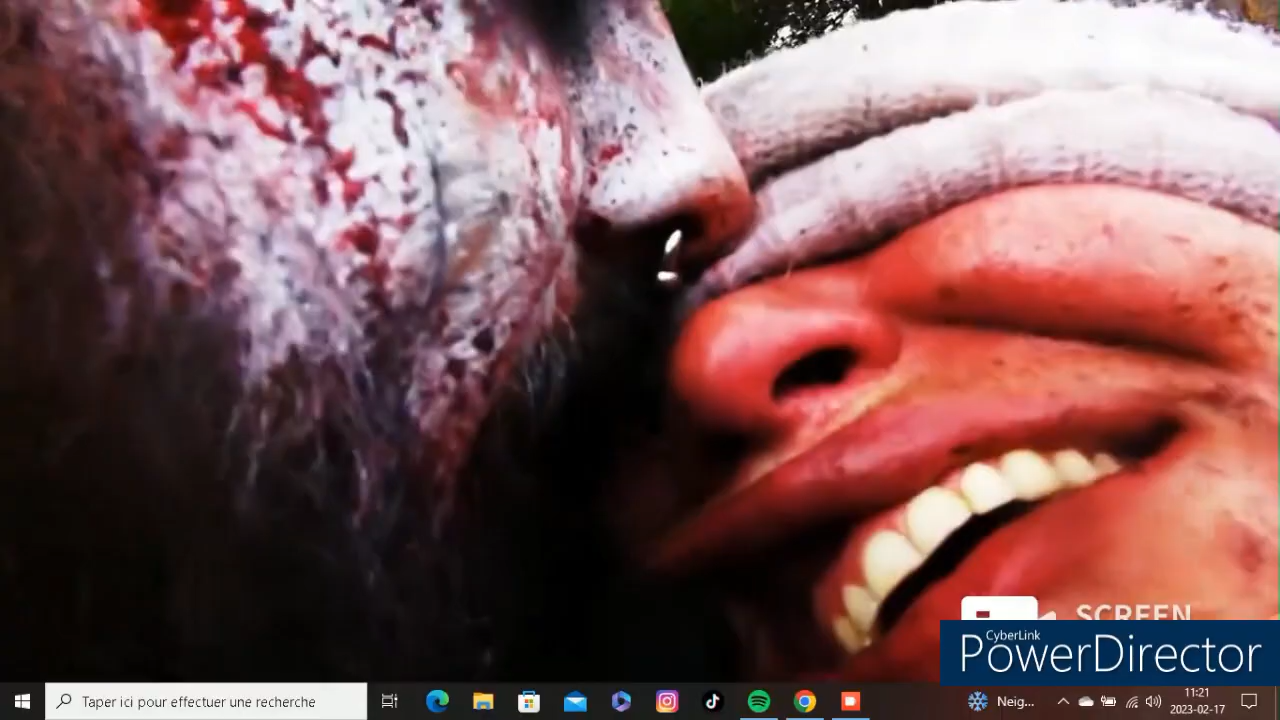 SCREEN
CyberLink
PowerDirector
Taper ici pour effectuer une recherche
Neig...
11:21
2023-02-17